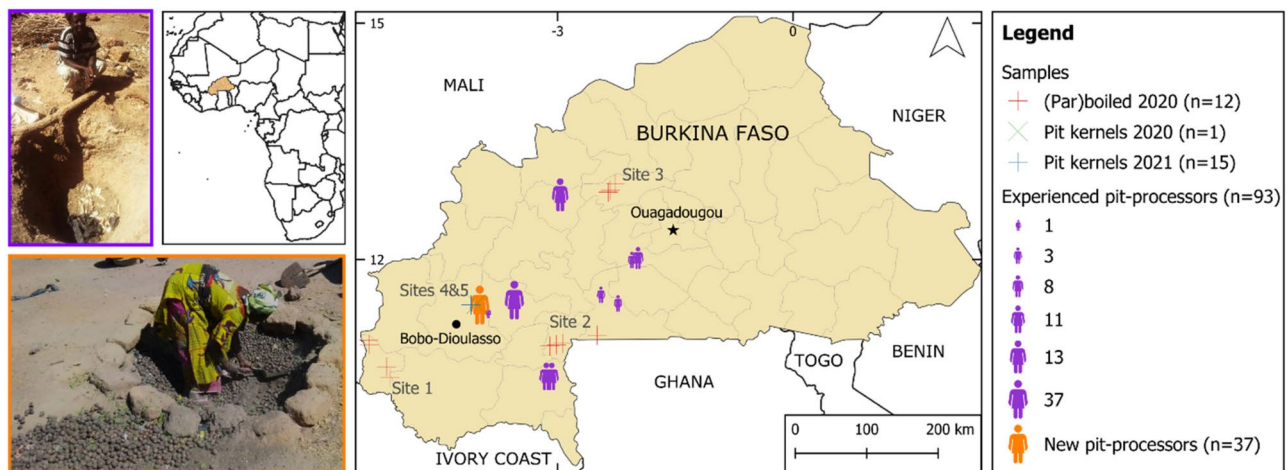 15
-3
0
MALI
NIGER
BURKINA FASO
Site 3
Ouagadougou
12
Sites 4&5
Bobo-Dioulasso
Site 2
Site 1
BENIN
TOGO
GHANA
IVORY COAST
0 100 200 km
Legend
Samples
(Par)boiled 2020 (n=12)
Pit kernels 2020 (n=1)
Pit kernels 2021 (n=15)
Experienced pit-processors (n=93)
1
3
8
11
13
37
New pit-processors (n=37)